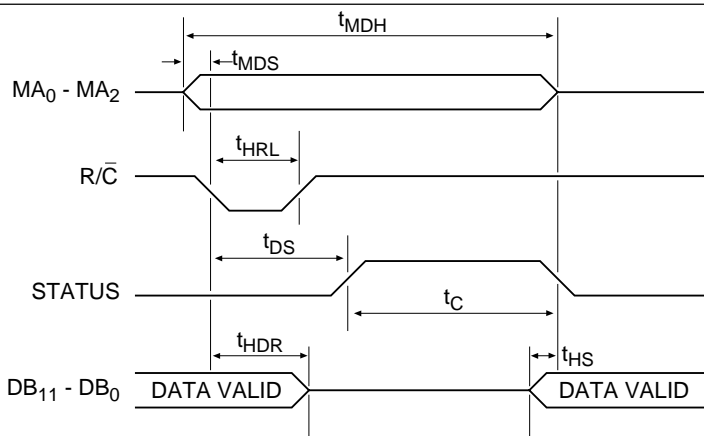 tMDH
tMDS
MA0 - MA2
tHRL
R/C̅
tDS
STATUS
tC
tHDR
tHS
DB11 - DB0
DATA VALID
DATA VALID